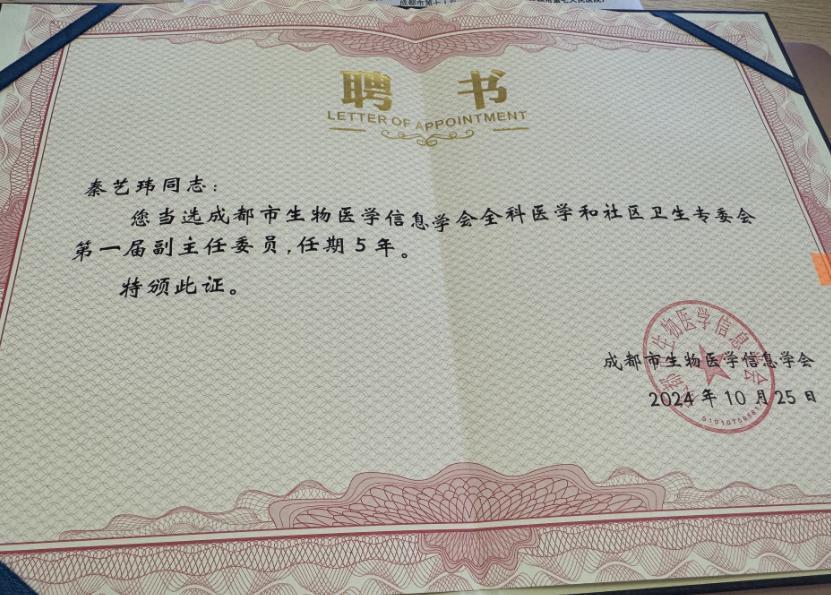 聘 书
LETTER OF APPOINTMENT
秦艺玮同志：
您当选成都市生物医学信息学会全科医学和社区卫生专委会
第一届副主任委员,任期5年。
特颁此证。
成都市生物医学信息学会
2024年10月25日